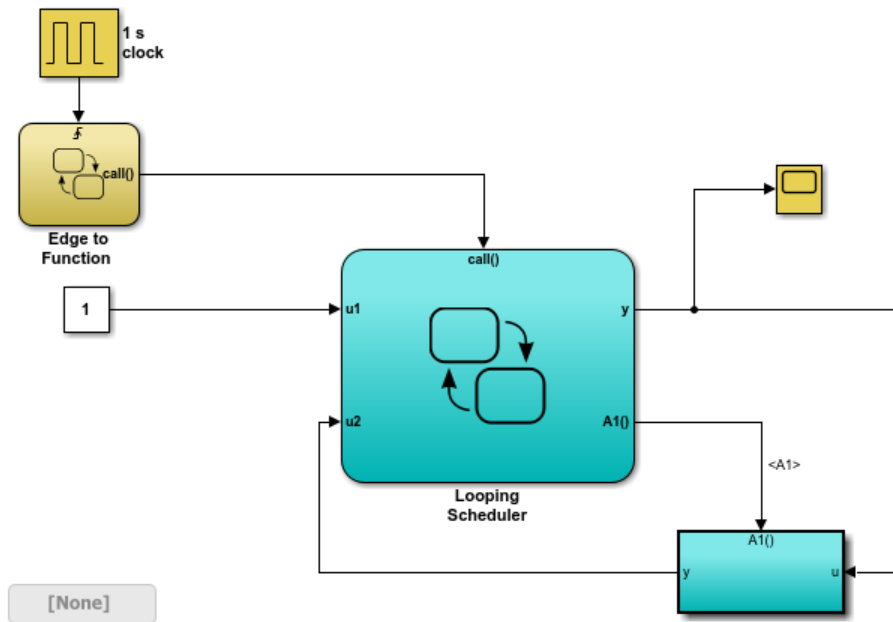 1 s
clock
call()
Edge to
Function
call()
1
u1
y
u2
A1()
<A1>
Looping
Scheduler
A1()
y
u
[None]